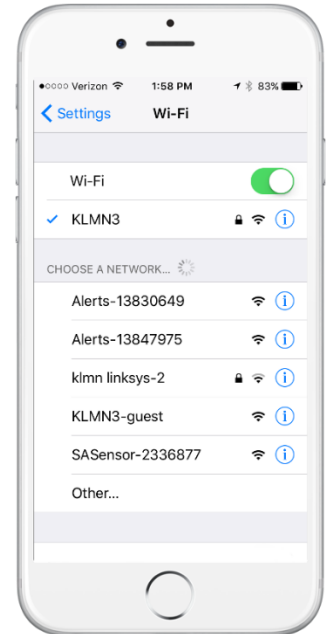 Verizon 1:58 PM 83%
Settings Wi-Fi
Wi-Fi
KLMN3
CHOOSE A NETWORK...
Alerts-13830649
Alerts-13847975
klmn linksys-2
KLMN3-guest
SASensor-2336877
Other...